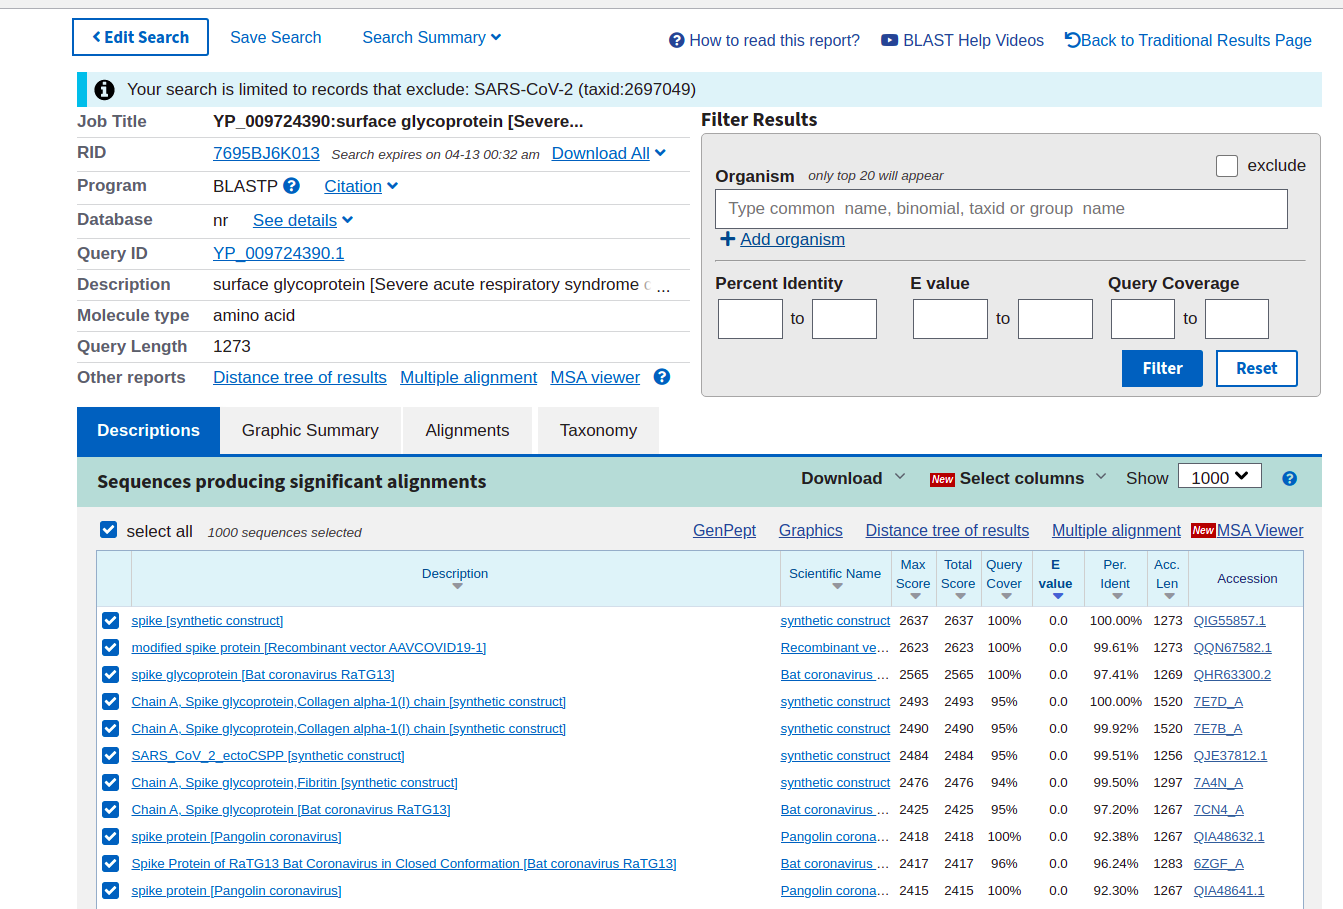 Edit Search Save Search Search Summary How to read this report? BLAST Help Videos Back to Traditional Results Page
Your search is limited to records that exclude: SARS-CoV-2 (taxid:2697049)
Job Title YP_009724390:surface glycoprotein [Severe...
RID 7695BJ6K013 Search expires on 04-13 00:32 am Download All
Program BLASTP ? Citation
Database nr See details
Query ID YP_009724390.1
Description surface glycoprotein [Severe acute respiratory syndrome c ...
Molecule type amino acid
Query Length 1273
Other reports Distance tree of results Multiple alignment MSA viewer ?
Filter Results
exclude
Organism only top 20 will appear
Type common name, binomial, taxid or group name
+ Add organism
Percent Identity E value Query Coverage
to to to
Filter Reset
Descriptions Graphic Summary Alignments Taxonomy
Sequences producing significant alignments Download New Select columns Show 1000 ?
select all 1000 sequences selected GenPept Graphics Distance tree of results Multiple alignment New MSA Viewer
Description Scientific Name Max Score Total Score Query Cover E value Per. Ident Acc. Len Accession
spike [synthetic construct] synthetic construct 2637 2637 100% 0.0 100.00% 1273 QIG55857.1
modified spike protein [Recombinant vector AAVCOVID19-1] Recombinant ve... 2623 2623 100% 0.0 99.61% 1273 QQN67582.1
spike glycoprotein [Bat coronavirus RaTG13] Bat coronavirus ... 2565 2565 100% 0.0 97.41% 1269 QHR63300.2
Chain A, Spike glycoprotein,Collagen alpha-1(I) chain [synthetic construct] synthetic construct 2493 2493 95% 0.0 100.00% 1520 7E7D_A
Chain A, Spike glycoprotein,Collagen alpha-1(I) chain [synthetic construct] synthetic construct 2490 2490 95% 0.0 99.92% 1520 7E7B_A
SARS_CoV_2_ectoCSPP [synthetic construct] synthetic construct 2484 2484 95% 0.0 99.51% 1256 QJE37812.1
Chain A, Spike glycoprotein,Fibritin [synthetic construct] synthetic construct 2476 2476 94% 0.0 99.50% 1297 7A4N_A
Chain A, Spike glycoprotein [Bat coronavirus RaTG13] Bat coronavirus ... 2425 2425 95% 0.0 97.20% 1267 7CN4_A
spike protein [Pangolin coronavirus] Pangolin corona... 2418 2418 100% 0.0 92.38% 1267 QIA48632.1
Spike Protein of RaTG13 Bat Coronavirus in Closed Conformation [Bat coronavirus RaTG13] Bat coronavirus ... 2417 2417 96% 0.0 96.24% 1283 6ZGF_A
spike protein [Pangolin coronavirus] Pangolin corona... 2415 2415 100% 0.0 92.30% 1267 QIA48641.1